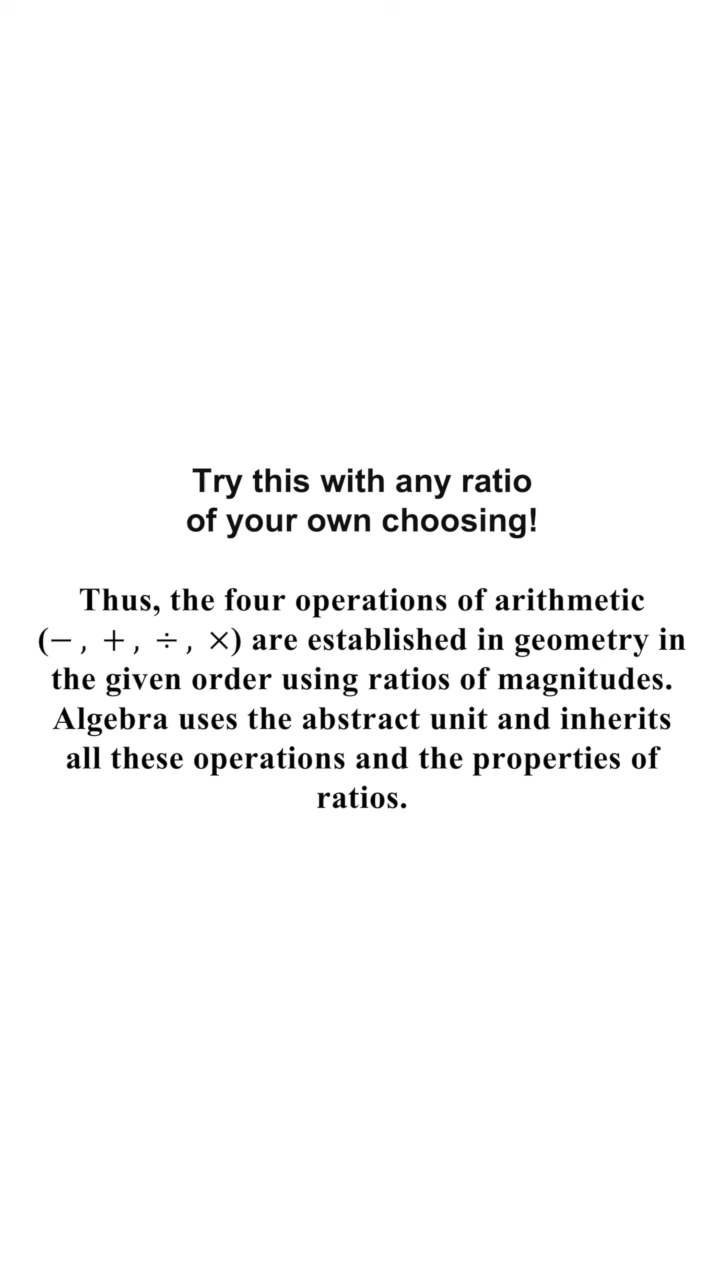 Try this with any ratio
of your own choosing!
Thus, the four operations of arithmetic
(− , + , ÷ , ×) are established in geometry in
the given order using ratios of magnitudes.
Algebra uses the abstract unit and inherits
all these operations and the properties of
ratios.